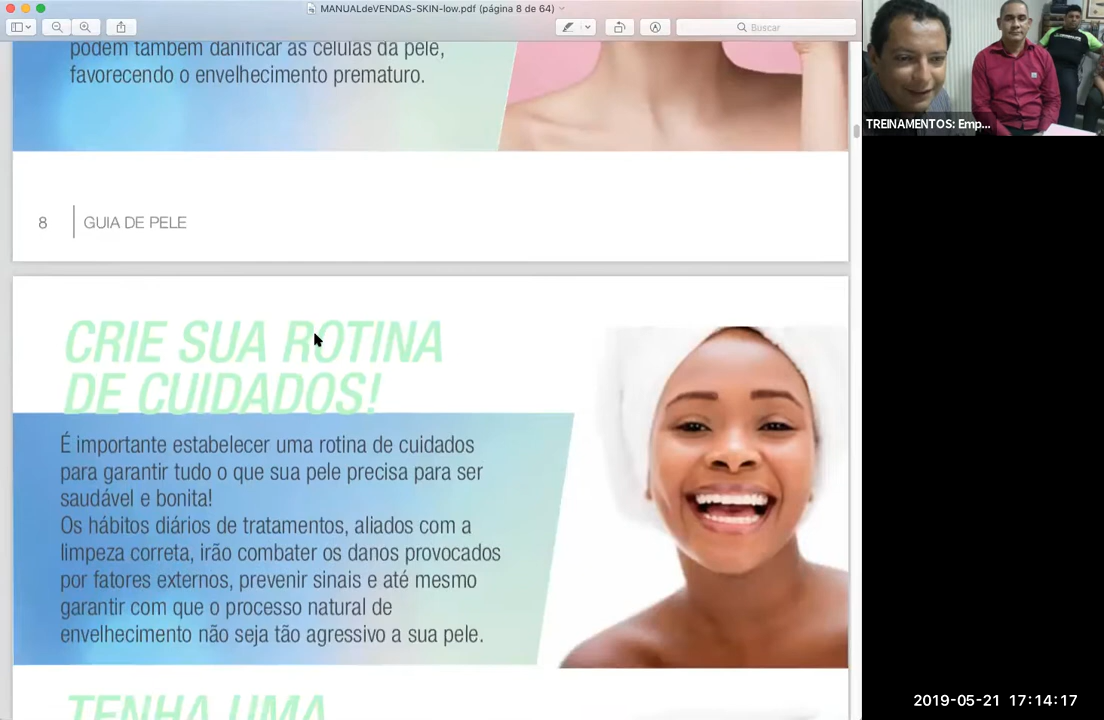 MANUALdeVENDAS-SKIN-low.pdf (página 8 de 64)
Buscar
podem também danificar as células da pele,
favorecendo o envelhecimento prematuro.
8 | GUIA DE PELE
CRIE SUA ROTINA
DE CUIDADOS!
É importante estabelecer uma rotina de cuidados
para garantir tudo o que sua pele precisa para ser
saudável e bonita!
Os hábitos diários de tratamentos, aliados com a
limpeza correta, irão combater os danos provocados
por fatores externos, prevenir sinais e até mesmo
garantir com que o processo natural de
envelhecimento não seja tão agressivo a sua pele.
TENHA UMA
TREINAMENTOS: Emp...
2019-05-21 17:14:17